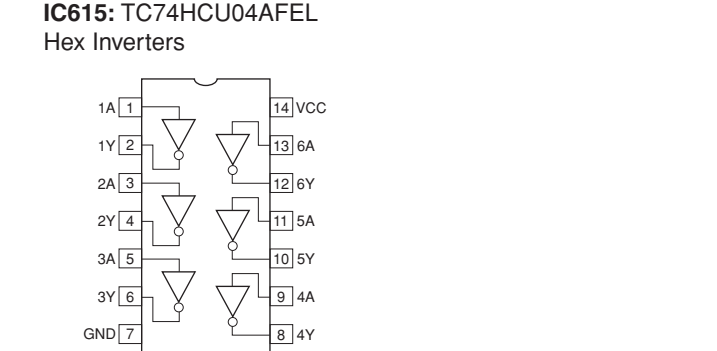 IC615: TC74HCU04AFEL
Hex Inverters
1A 1 14 VCC
1Y 2 13 6A
2A 3 12 6Y
2Y 4 11 5A
3A 5 10 5Y
3Y 6 9 4A
GND 7 8 4Y